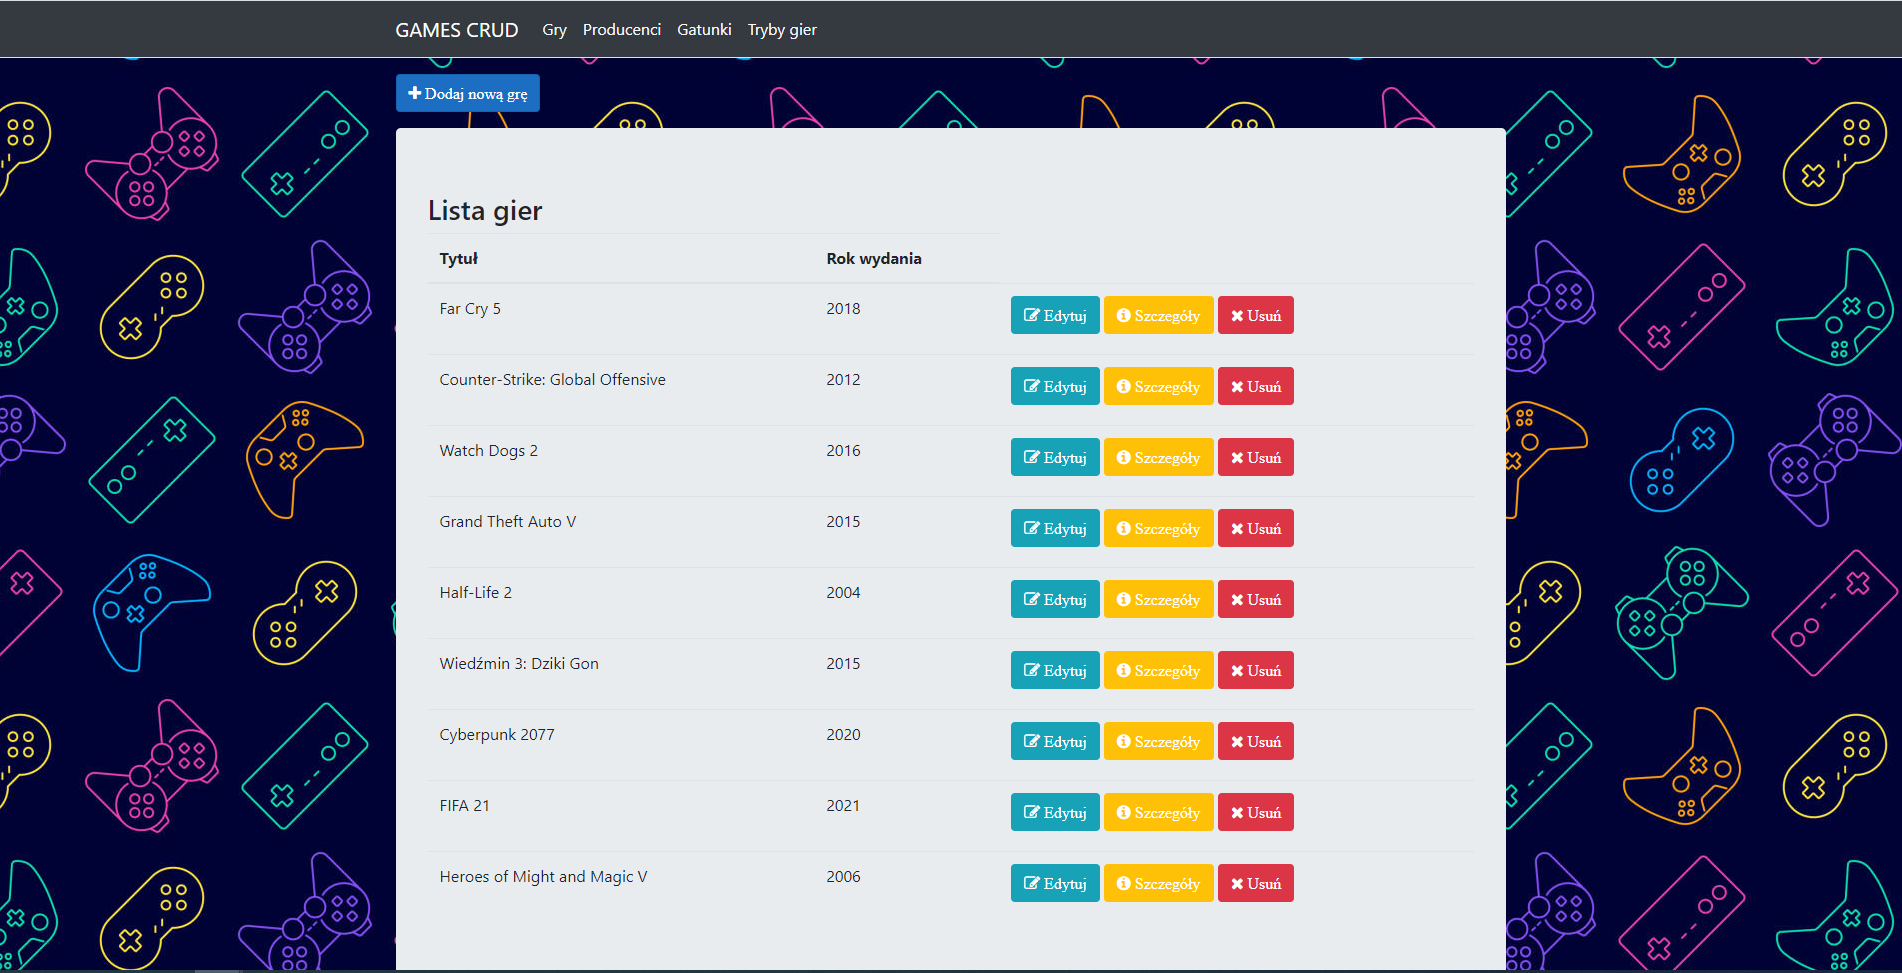 GAMES CRUD Gry Producenci Gatunki Tryby gier
Dodaj nową grę
Lista gier
Tytuł Rok wydania
Far Cry 5 2018 Edytuj Szczegóły Usuń
Counter-Strike: Global Offensive 2012 Edytuj Szczegóły Usuń
Watch Dogs 2 2016 Edytuj Szczegóły Usuń
Grand Theft Auto V 2015 Edytuj Szczegóły Usuń
Half-Life 2 2004 Edytuj Szczegóły Usuń
Wiedźmin 3: Dziki Gon 2015 Edytuj Szczegóły Usuń
Cyberpunk 2077 2020 Edytuj Szczegóły Usuń
FIFA 21 2021 Edytuj Szczegóły Usuń
Heroes of Might and Magic V 2006 Edytuj Szczegóły Usuń